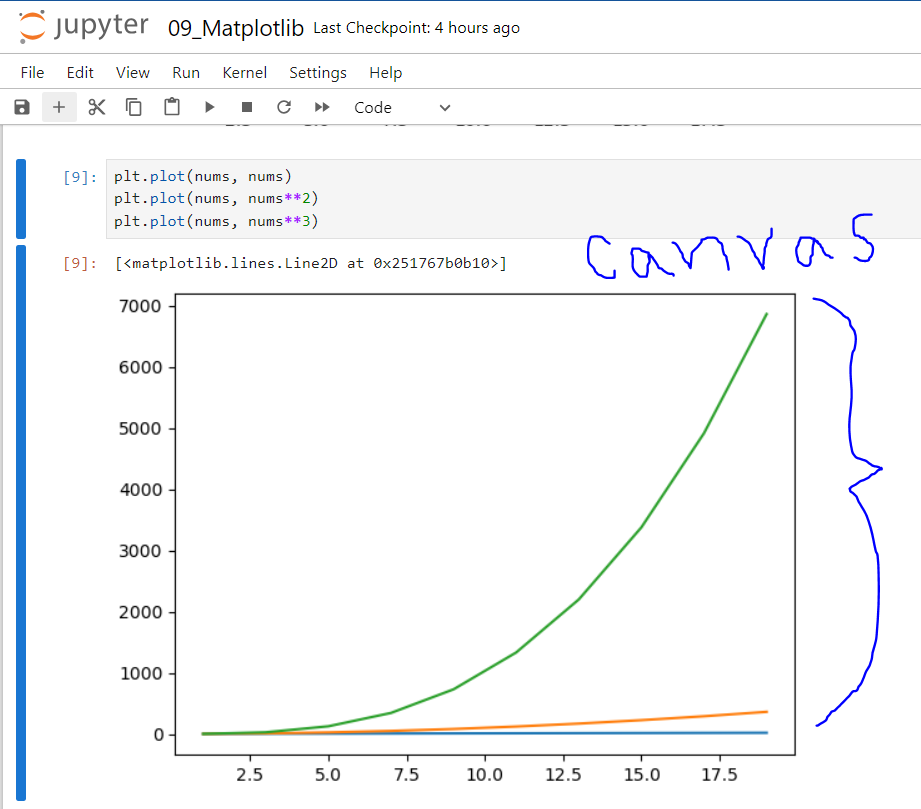 jupyter 09_Matplotlib Last Checkpoint: 4 hours ago
File Edit View Run Kernel Settings Help
Code
[9]: plt.plot(nums, nums)
plt.plot(nums, nums**2)
plt.plot(nums, nums**3)
canvas
[9]: [<matplotlib.lines.Line2D at 0x251767b0b10>]
7000
6000
5000
4000
3000
2000
1000
0
2.5 5.0 7.5 10.0 12.5 15.0 17.5